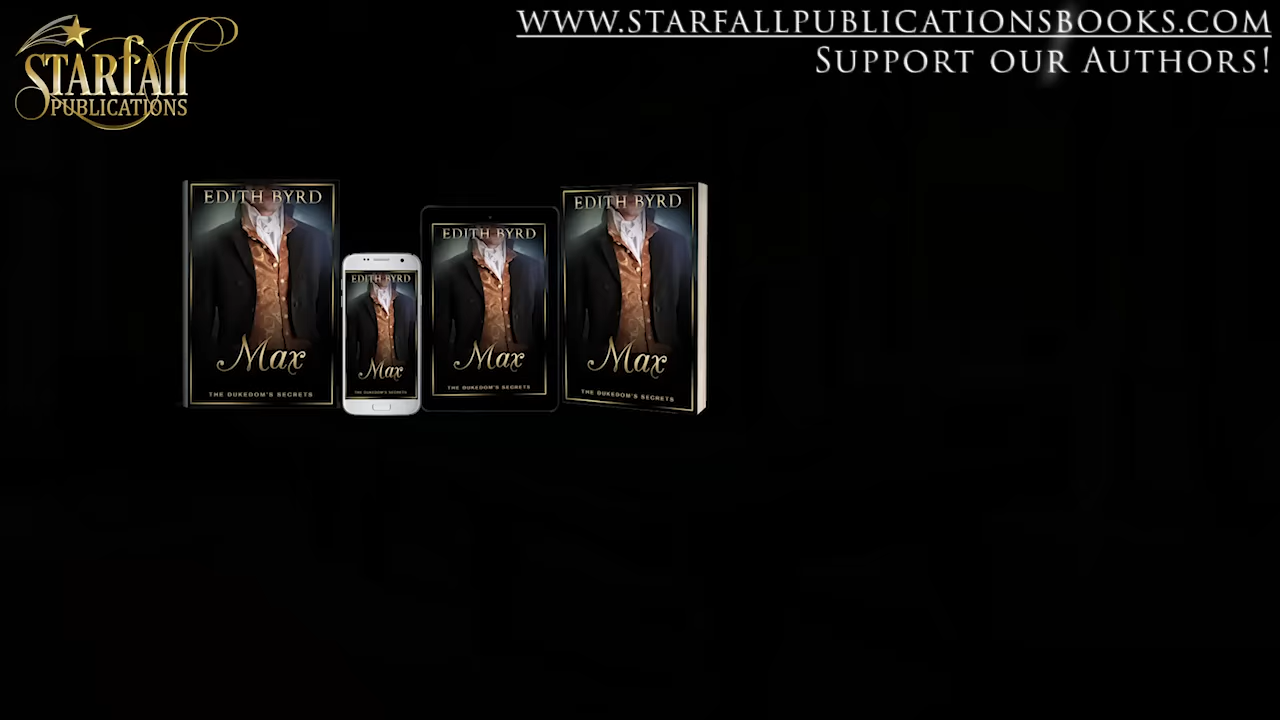 STARfall
PUBLICATIONS
WWW.STARFALLPUBLICATIONSBOOKS.COM
SUPPORT OUR AUTHORS!
EDITH BYRD
Max
THE DUKEDOM'S SECRETS
EDITH BYRD
Max
THE DUKEDOM'S SECRETS
EDITH BYRD
Max
THE DUKEDOM'S SECRETS
EDITH BYRD
Max
THE DUKEDOM'S SECRETS